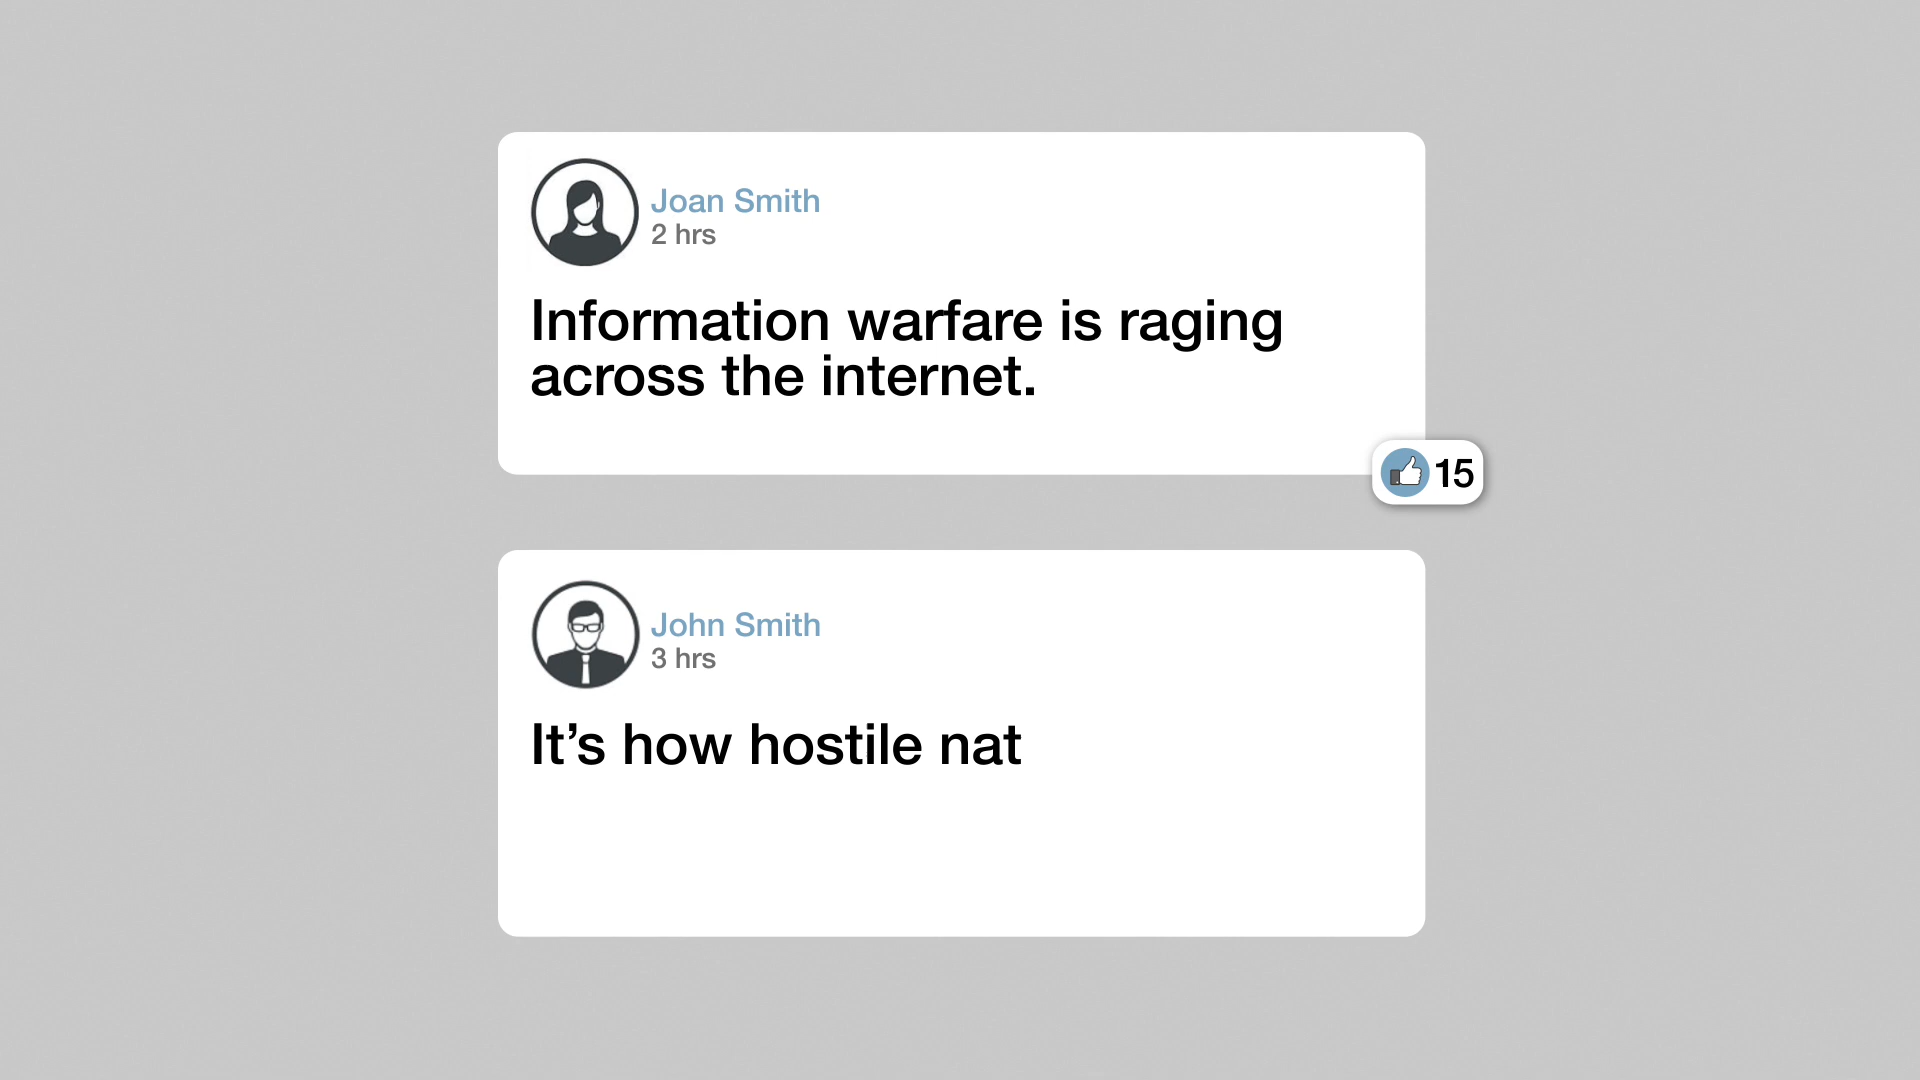 Joan Smith
2 hrs
Information warfare is raging
across the internet.
15
John Smith
3 hrs
It’s how hostile nat